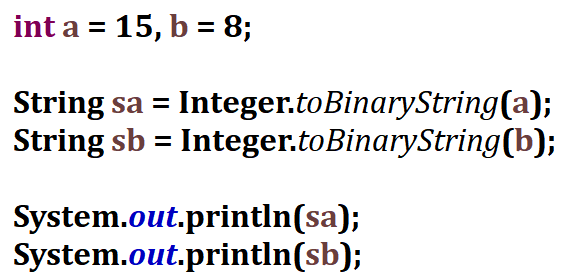 int a = 15, b = 8;
String sa = Integer.toBinaryString(a);
String sb = Integer.toBinaryString(b);
System.out.println(sa);
System.out.println(sb);